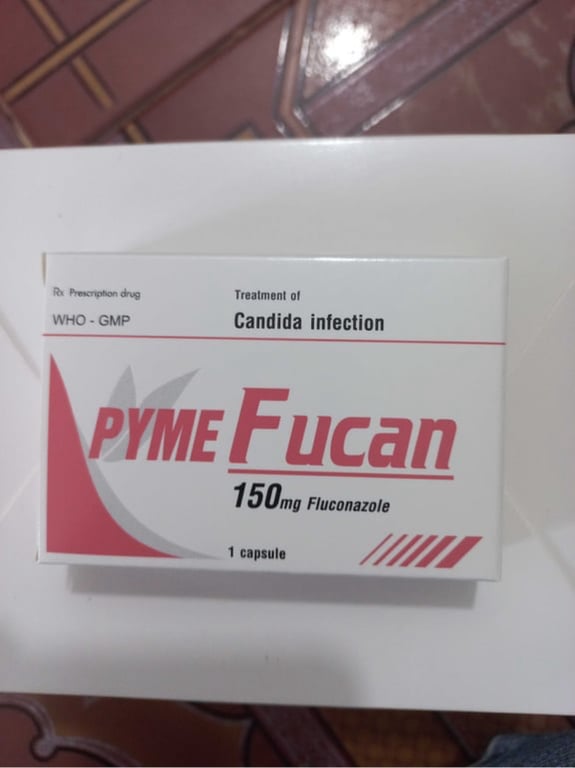 Rx Prescription drug
WHO - GMP
Treatment of
Candida infection
PYME Fucan
150mg Fluconazole
1 capsule